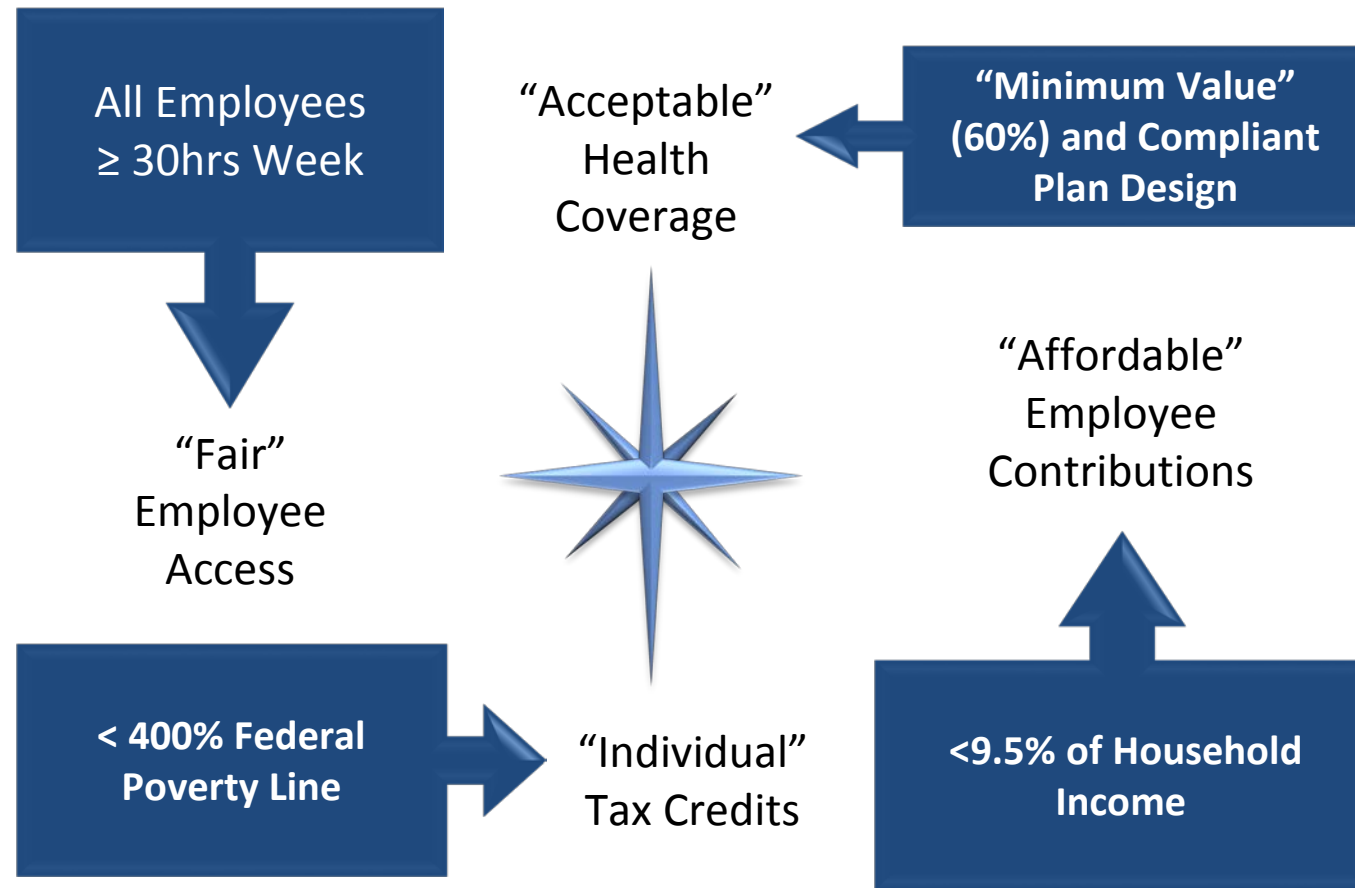 All Employees
≥ 30hrs Week
“Fair”
Employee
Access
“Acceptable”
Health
Coverage
“Minimum Value”
(60%) and Compliant
Plan Design
“Affordable”
Employee
Contributions
< 400% Federal
Poverty Line
“Individual”
Tax Credits
<9.5% of Household
Income